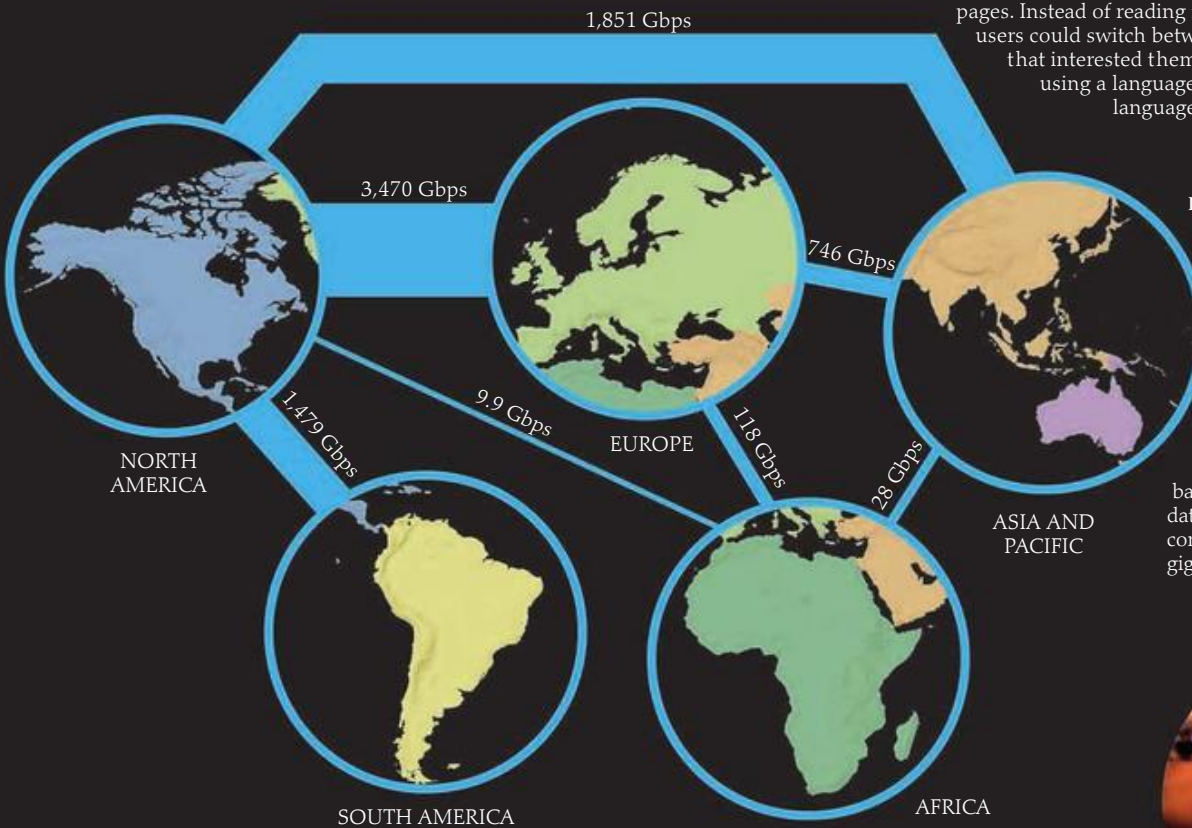 1,851 Gbps
pages. Instead of reading
users could switch betw
that interested them
using a language
language
3,470 Gbps
746 Gbps
1,479 Gbps
9.9 Gbps
118 Gbps
28 Gbps
NORTH
AMERICA
EUROPE
ASIA AND
PACIFIC
ba
dat
con
gig
SOUTH AMERICA
AFRICA